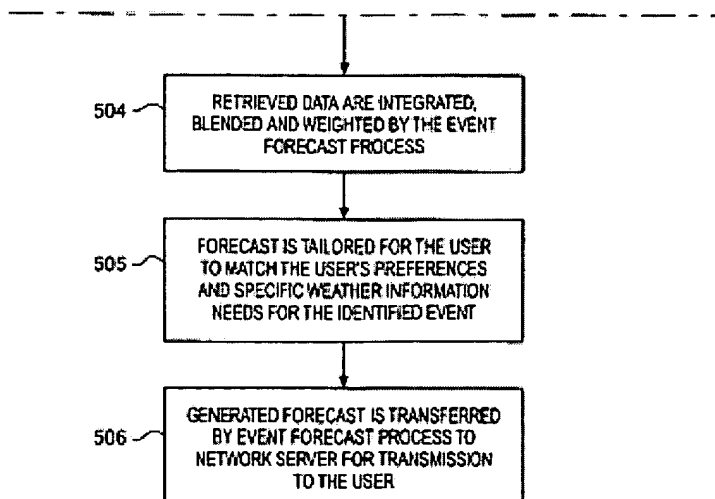 504
RETRIEVED DATA ARE INTEGRATED,
BLENDED AND WEIGHTED BY THE EVENT
FORECAST PROCESS
505
FORECAST IS TAILORED FOR THE USER
TO MATCH THE USER'S PREFERENCES
AND SPECIFIC WEATHER INFORMATION
NEEDS FOR THE IDENTIFIED EVENT
506
GENERATED FORECAST IS TRANSFERRED
BY EVENT FORECAST PROCESS TO
NETWORK SERVER FOR TRANSMISSION
TO THE USER